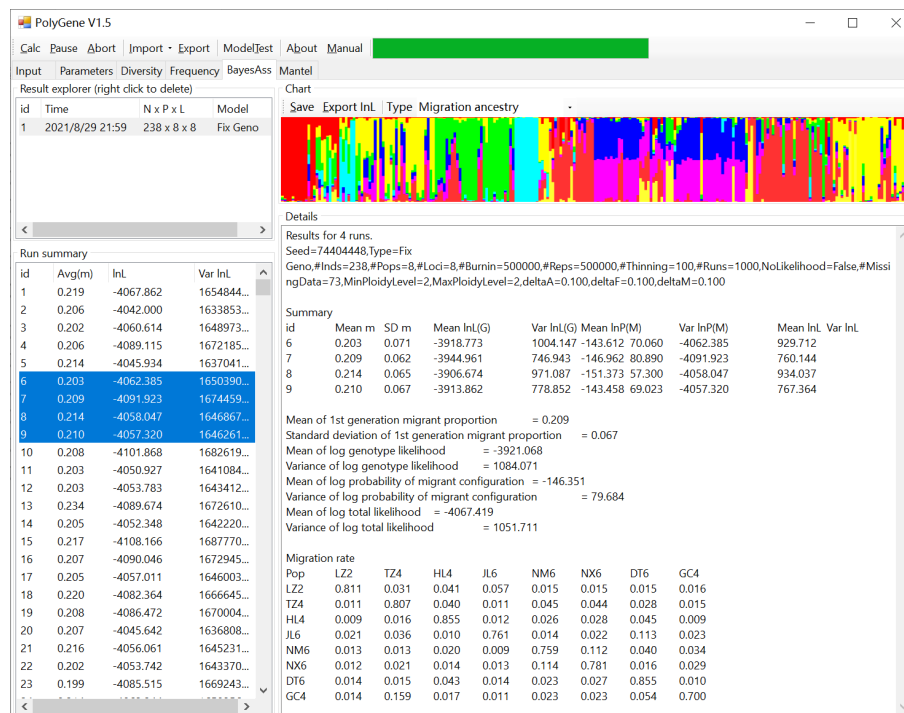 PolyGene V1.5
Calc Pause Abort Import Export ModelTest About Manual
Input Parameters Diversity Frequency BayesAss Mantel
Result explorer (right click to delete)
id Time N x P x L Model
1 2021/8/29 21:59 238 x 8 x 8 Fix Geno
Run summary
id Avg(m) lnL Var lnL
1 0.219 -4067.862 1654844...
2 0.206 -4042.000 1633853...
3 0.202 -4060.614 1648973...
4 0.206 -4089.115 1672185...
5 0.214 -4045.934 1637041...
6 0.203 -4062.385 1650390...
7 0.209 -4091.923 1674459...
8 0.214 -4058.047 1646867...
9 0.210 -4057.320 1646261...
10 0.208 -4101.868 1682619...
11 0.203 -4050.927 1641084...
12 0.203 -4053.783 1643412...
13 0.234 -4089.674 1672610...
14 0.205 -4052.348 1642220...
15 0.217 -4108.166 1687770...
16 0.207 -4090.046 1672945...
17 0.205 -4057.011 1646003...
18 0.220 -4082.364 1666645...
19 0.208 -4086.472 1670004...
20 0.207 -4045.642 1636808...
21 0.216 -4056.061 1645231...
22 0.202 -4053.742 1643370...
23 0.199 -4085.515 1669243...
Chart
Save Export lnL Type Migration ancestry
Details
Results for 4 runs.
Seed=74404448,Type=Fix
Geno,#Inds=238,#Pops=8,#Loci=8,#Burnin=500000,#Reps=500000,#Thinning=100,#Runs=1000,NoLikelihood=False,#Missi
ngData=73,MinPloidyLevel=2,MaxPloidyLevel=2,deltaA=0.100,deltaF=0.100,deltaM=0.100
Summary
id Mean m SD m Mean lnL(G) Var lnL(G) Mean lnP(M) Var lnP(M) Mean lnL Var lnL
6 0.203 0.071 -3918.773 1004.147 -143.612 70.060 -4062.385 929.712
7 0.209 0.062 -3944.961 746.943 -146.962 80.890 -4091.923 760.144
8 0.214 0.065 -3906.674 971.087 -151.373 57.300 -4058.047 934.037
9 0.210 0.067 -3913.862 778.852 -143.458 69.023 -4057.320 767.364
Mean of 1st generation migrant proportion = 0.209
Standard deviation of 1st generation migrant proportion = 0.067
Mean of log genotype likelihood = -3921.068
Variance of log genotype likelihood = 1084.071
Mean of log probability of migrant configuration = -146.351
Variance of log probability of migrant configuration = 79.684
Mean of log total likelihood = -4067.419
Variance of log total likelihood = 1051.711
Migration rate
Pop LZ2 TZ4 HL4 JL6 NM6 NX6 DT6 GC4
LZ2 0.811 0.031 0.041 0.057 0.015 0.015 0.015 0.016
TZ4 0.011 0.807 0.040 0.011 0.045 0.044 0.028 0.015
HL4 0.009 0.016 0.855 0.012 0.026 0.028 0.045 0.009
JL6 0.021 0.036 0.010 0.761 0.014 0.022 0.113 0.023
NM6 0.013 0.013 0.020 0.009 0.759 0.112 0.040 0.034
NX6 0.012 0.021 0.014 0.013 0.114 0.781 0.016 0.029
DT6 0.014 0.015 0.043 0.014 0.023 0.027 0.855 0.010
GC4 0.014 0.159 0.017 0.011 0.023 0.023 0.054 0.700